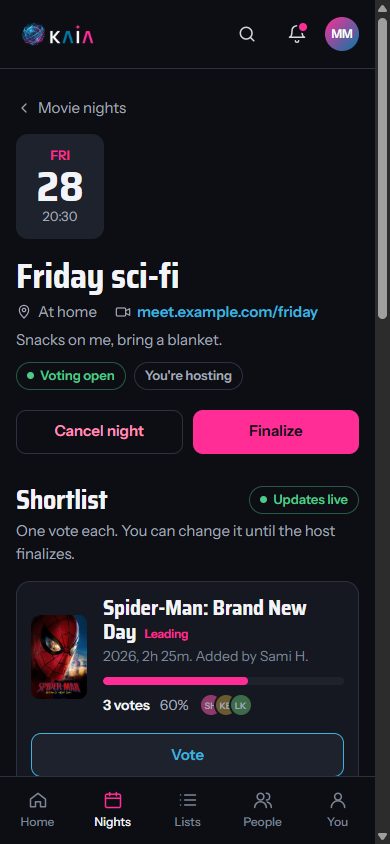 KAIA
MM
Movie nights
FRI
28
20:30
Friday sci-fi
At home meet.example.com/friday
Snacks on me, bring a blanket.
Voting open You're hosting
Cancel night Finalize
Shortlist Updates live
One vote each. You can change it until the host
finalizes.
Spider-Man: Brand New
Day Leading
2026, 2h 25m. Added by Sami H.
SPIDER-MAN
3 votes 60% SH KE LK
Vote
Home Nights Lists People You